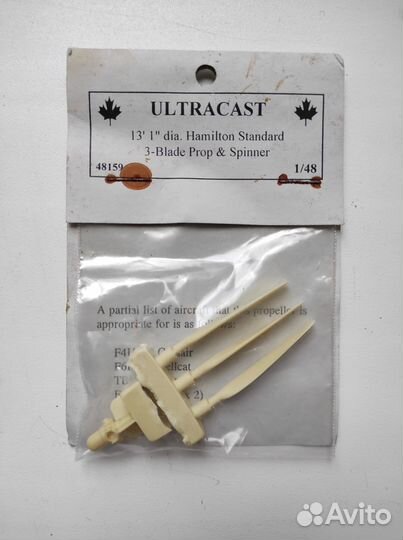 ULTRACAST
13' 1" dia. Hamilton Standard
3-Blade Prop & Spinner
48159 1/48
A partial list of aircraft that this propeller is
appropriate for is as follows:
x 2)
Avito